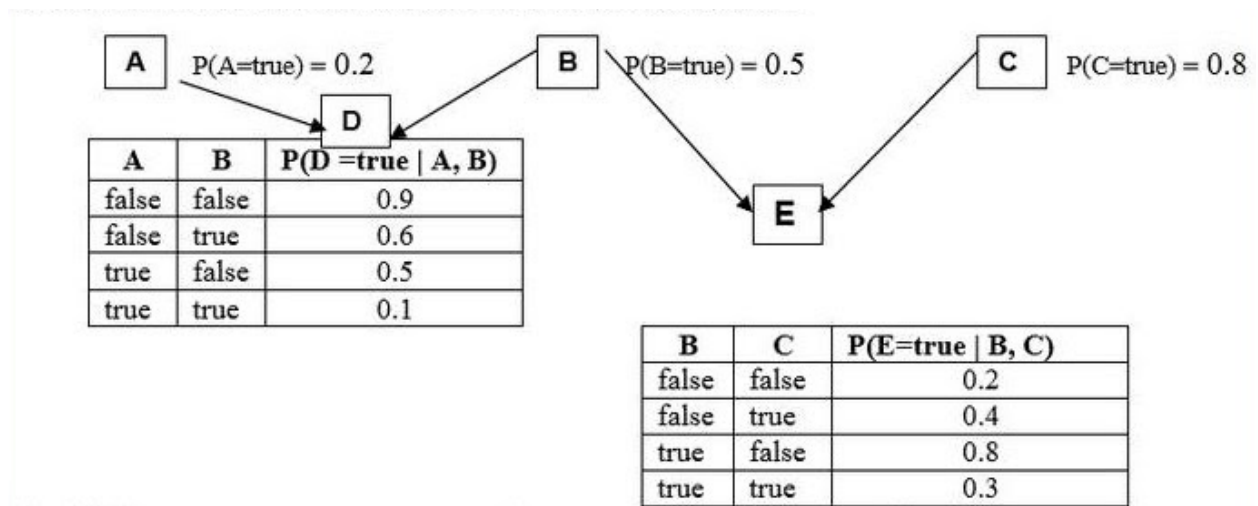 A P(A=true) = 0.2 B P(B=true) = 0.5 C P(C=true) = 0.8
D
A B P(D =true | A, B)
false false 0.9
false true 0.6
true false 0.5
true true 0.1
E
B C P(E=true | B, C)
false false 0.2
false true 0.4
true false 0.8
true true 0.3